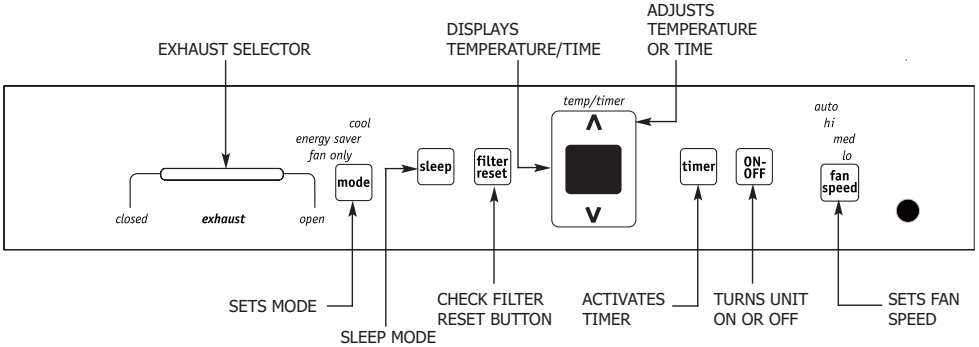 ADJUSTS
TEMPERATURE
OR TIME
DISPLAYS
TEMPERATURE/TIME
EXHAUST SELECTOR
temp/timer
auto
hi
med
lo
cool
energy saver
fan only
mode
sleep
filter
reset
timer
ON-
OFF
fan
speed
closed
exhaust
open
SETS MODE
SLEEP MODE
CHECK FILTER
RESET BUTTON
ACTIVATES
TIMER
TURNS UNIT
ON OR OFF
SETS FAN
SPEED